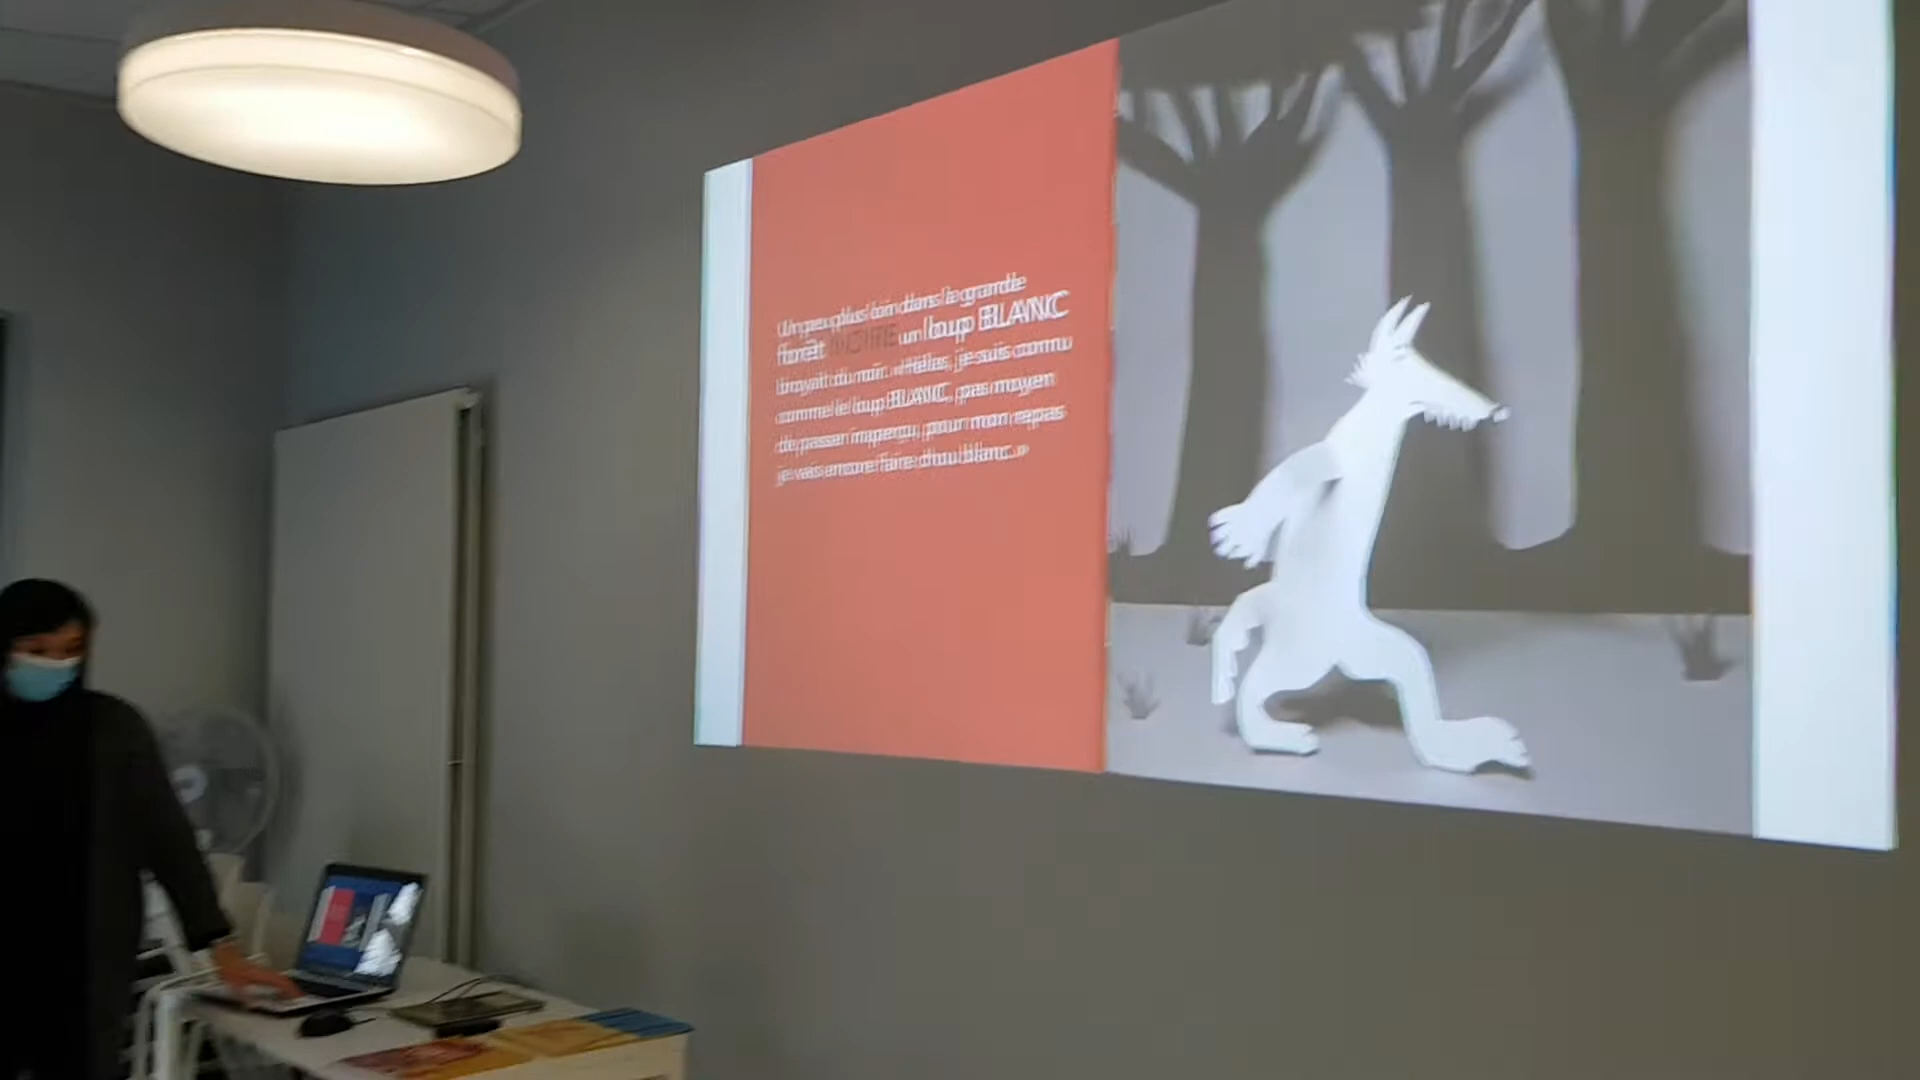 Un peu plus loin dans la grande
forêt NOIRE un loup BLANC
broyait du noir. «Hélas, je suis connu
comme le loup BLANC, pas moyen
de passer inaperçu, pour mon repas
je vais encore faire chou blanc...»